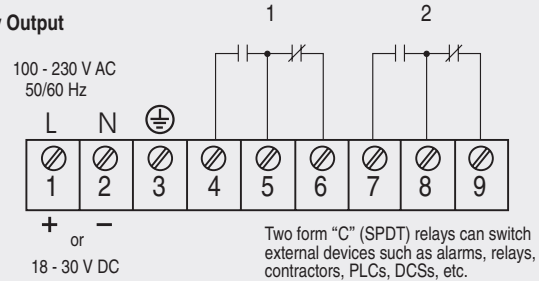 1 2
Output
100 - 230 V AC
50/60 Hz
L N
1 2 3 4 5 6 7 8 9
+ −
or
18 - 30 V DC
Two form “C” (SPDT) relays can switch
external devices such as alarms, relays,
contractors, PLCs, DCSs, etc.